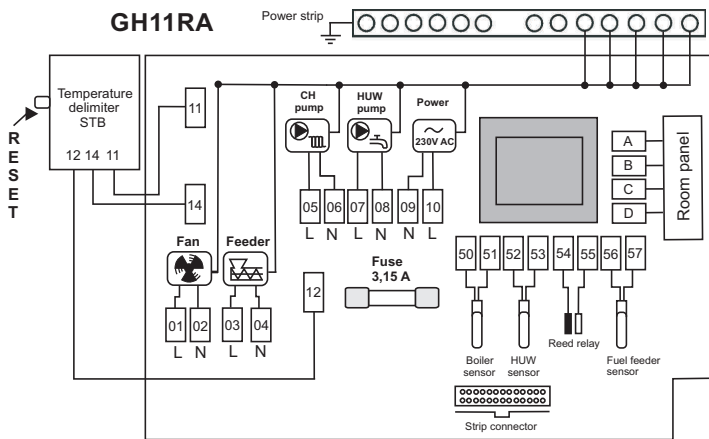 GH11RA
Power strip
Temperature
delimiter
STB
12 14 11
RESET
11
14
CH
pump
HUW
pump
Power
230V AC
05 06 07 08 09 10
L N L N N L
A
B
C
D
Room panel
Fan
Feeder
01 02 03 04
L N L N
12
Fuse
3,15 A
50 51 52 53 54 55 56 57
Reed relay
Boiler
sensor
HUW
sensor
Fuel feeder
sensor
Strip connector